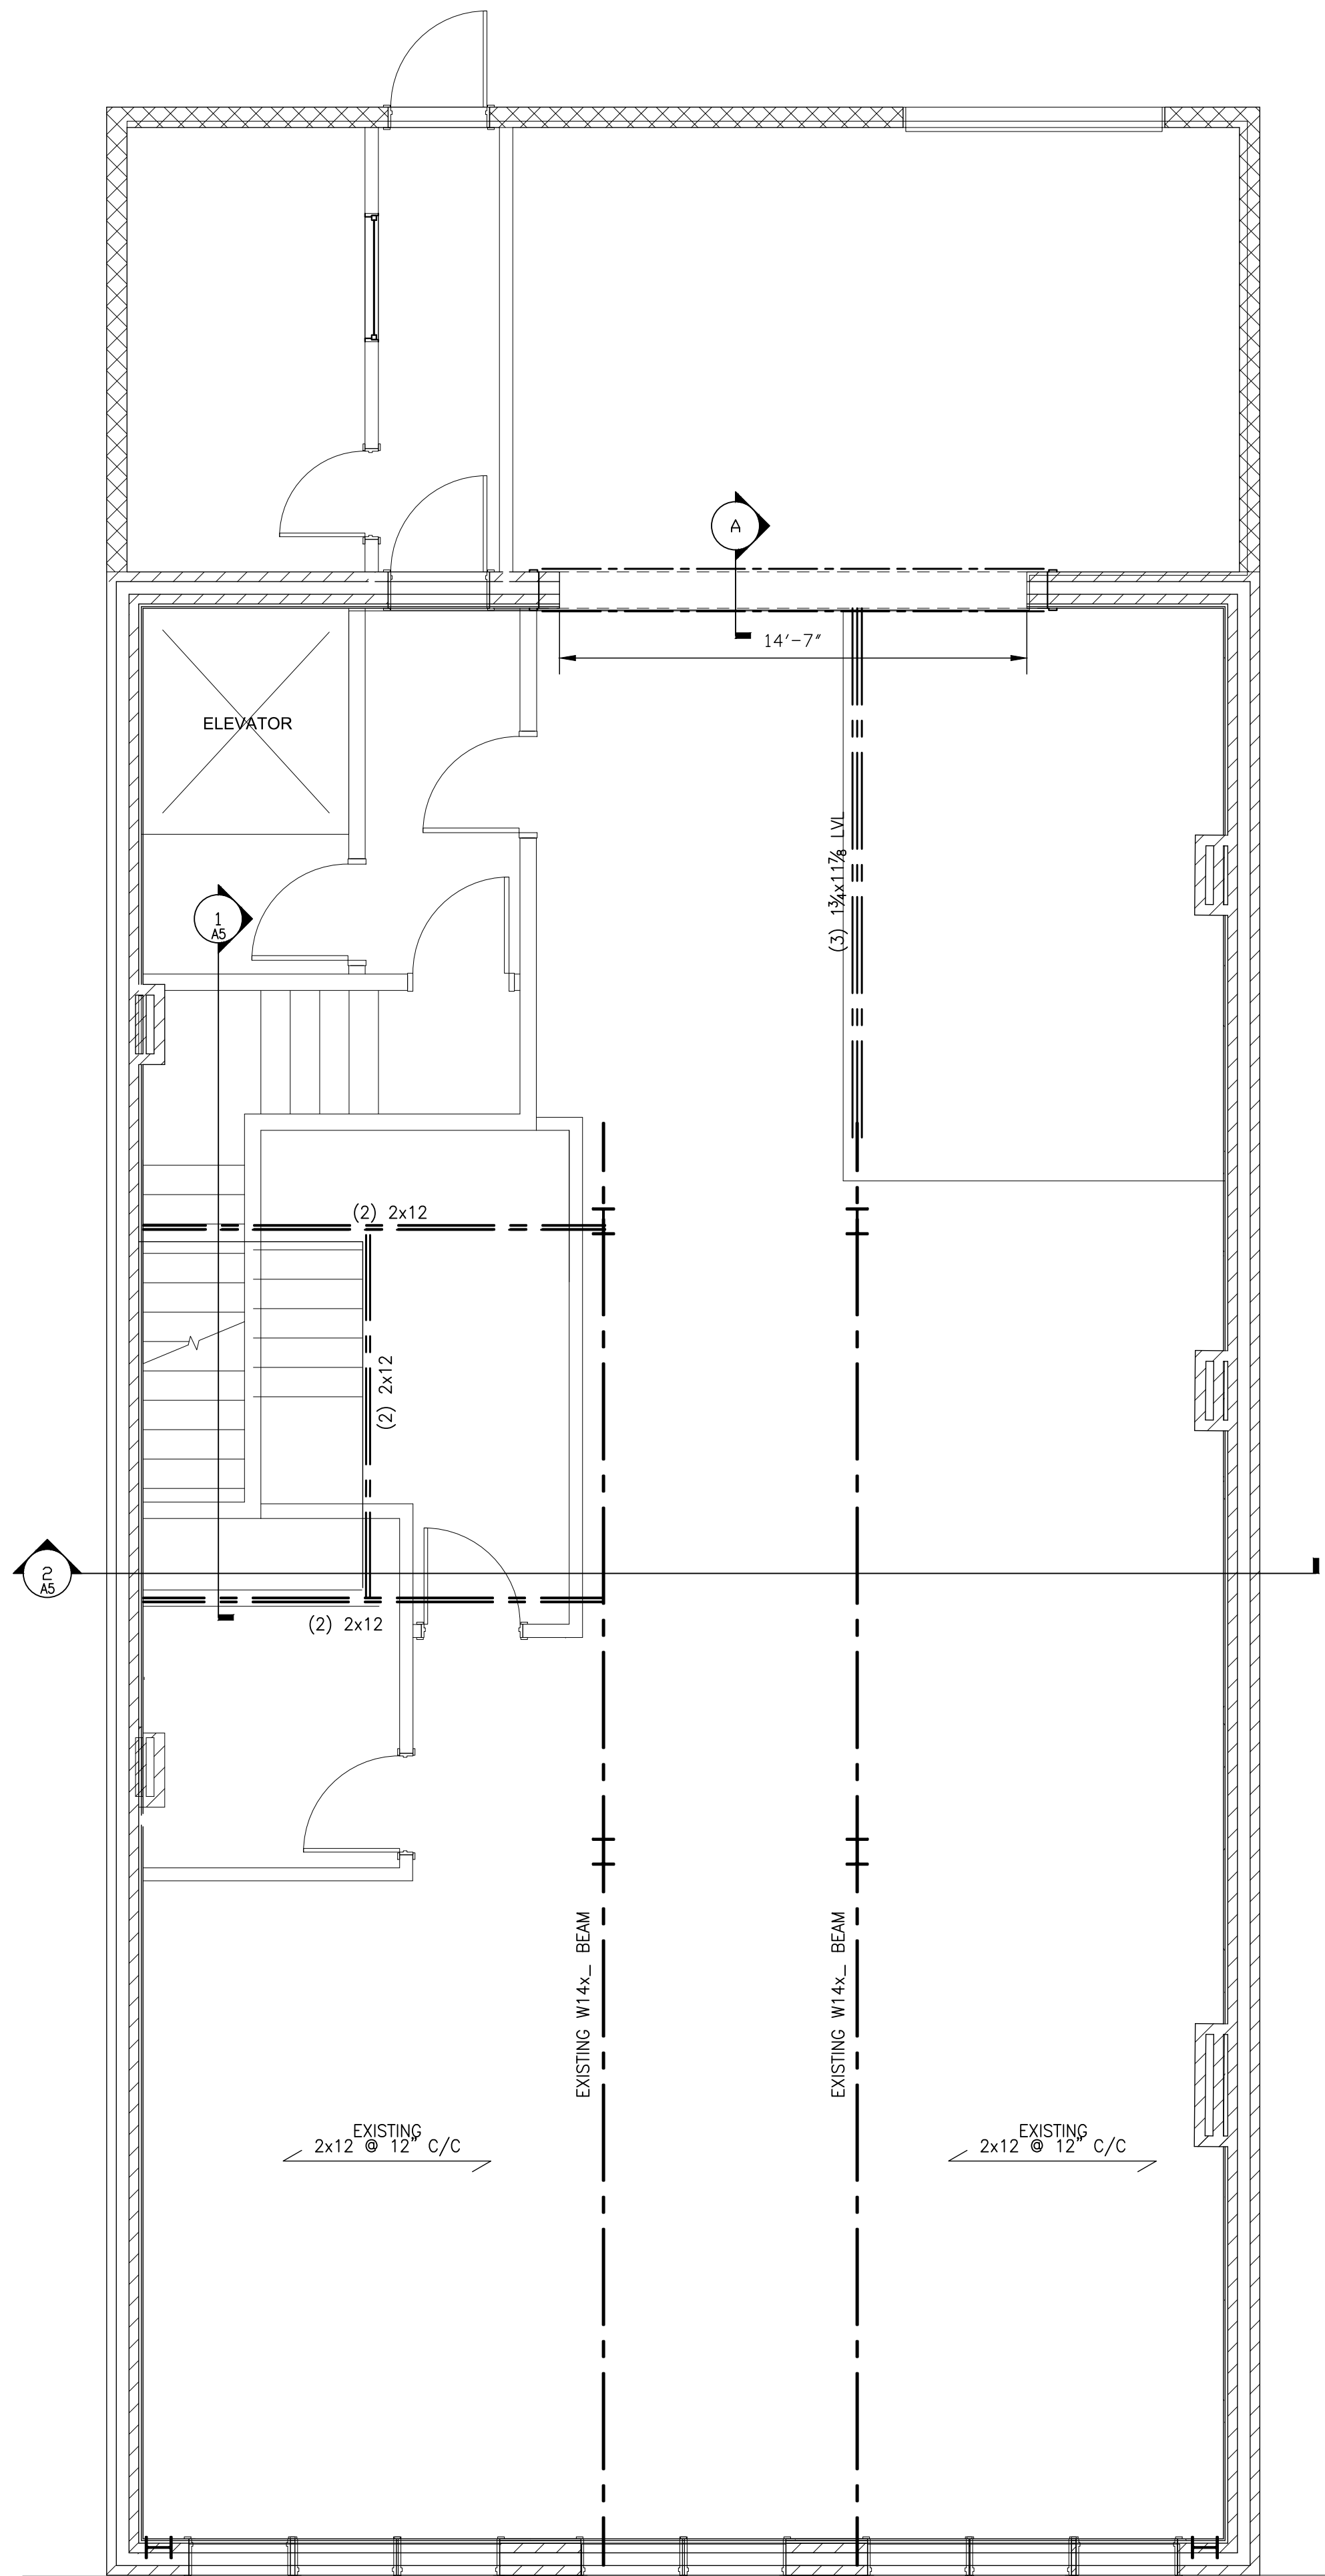 A
14'-7"
ELEVATOR
(3) 1¾x11⅞ LVL
1
A5
(2) 2x12
(2) 2x12
2
A5
(2) 2x12
EXISTING W14x_ BEAM
EXISTING W14x_ BEAM
EXISTING
2x12 @ 12" C/C
EXISTING
2x12 @ 12" C/C